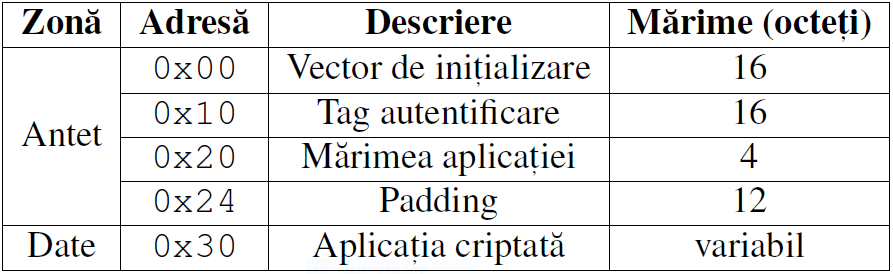 Zonă Adresă Descriere Mărime (octeți)
Antet
0x00 Vector de inițializare 16
0x10 Tag autentificare 16
0x20 Mărimea aplicației 4
0x24 Padding 12
Date 0x30 Aplicația criptată variabil